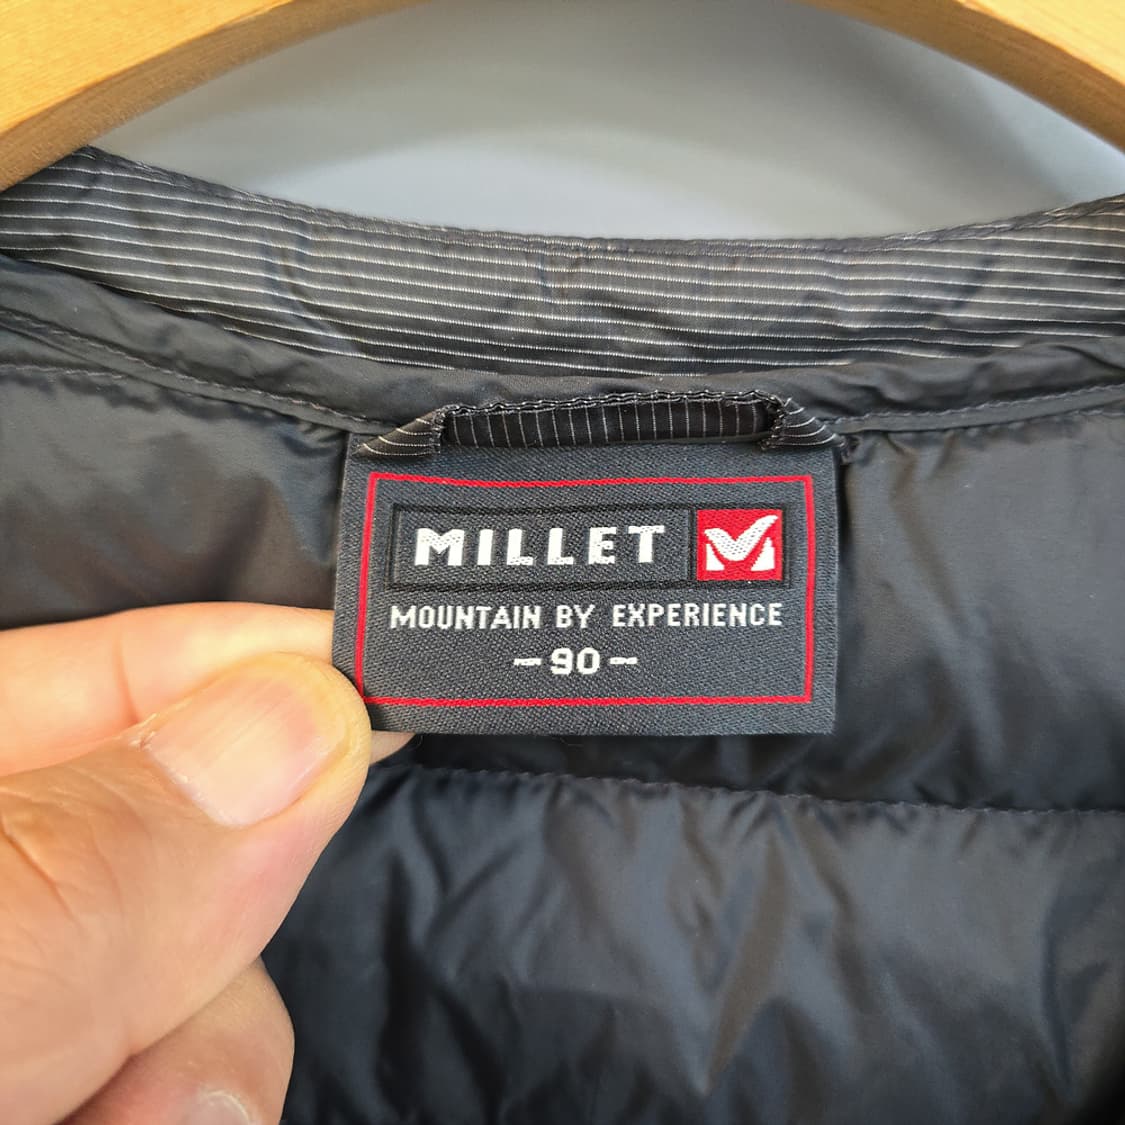 MILLET
MOUNTAIN BY EXPERIENCE
- 90 -